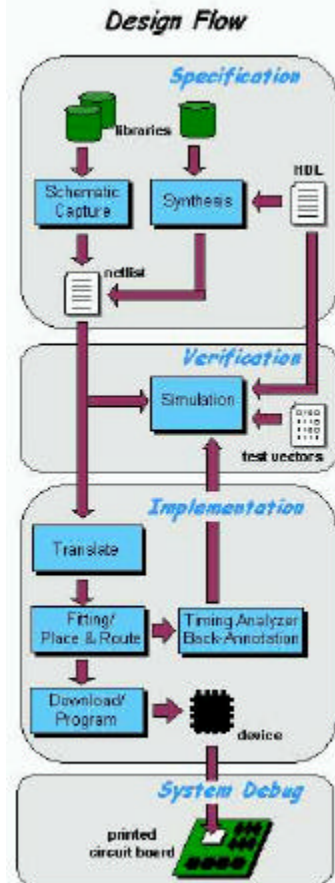 Design Flow
Specification
libraries
HDL
Schematic
Capture
Synthesis
netlist
Verification
Simulation
test vectors
Implementation
Translate
Fitting/
Place & Route
Timing Analyzer
Back-Annotation
Download/
Program
device
System Debug
printed
circuit board